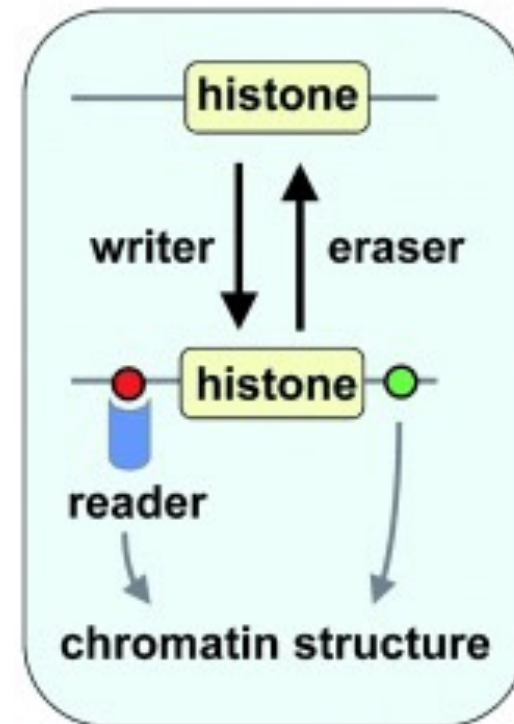 histone
writer eraser
histone
reader
chromatin structure